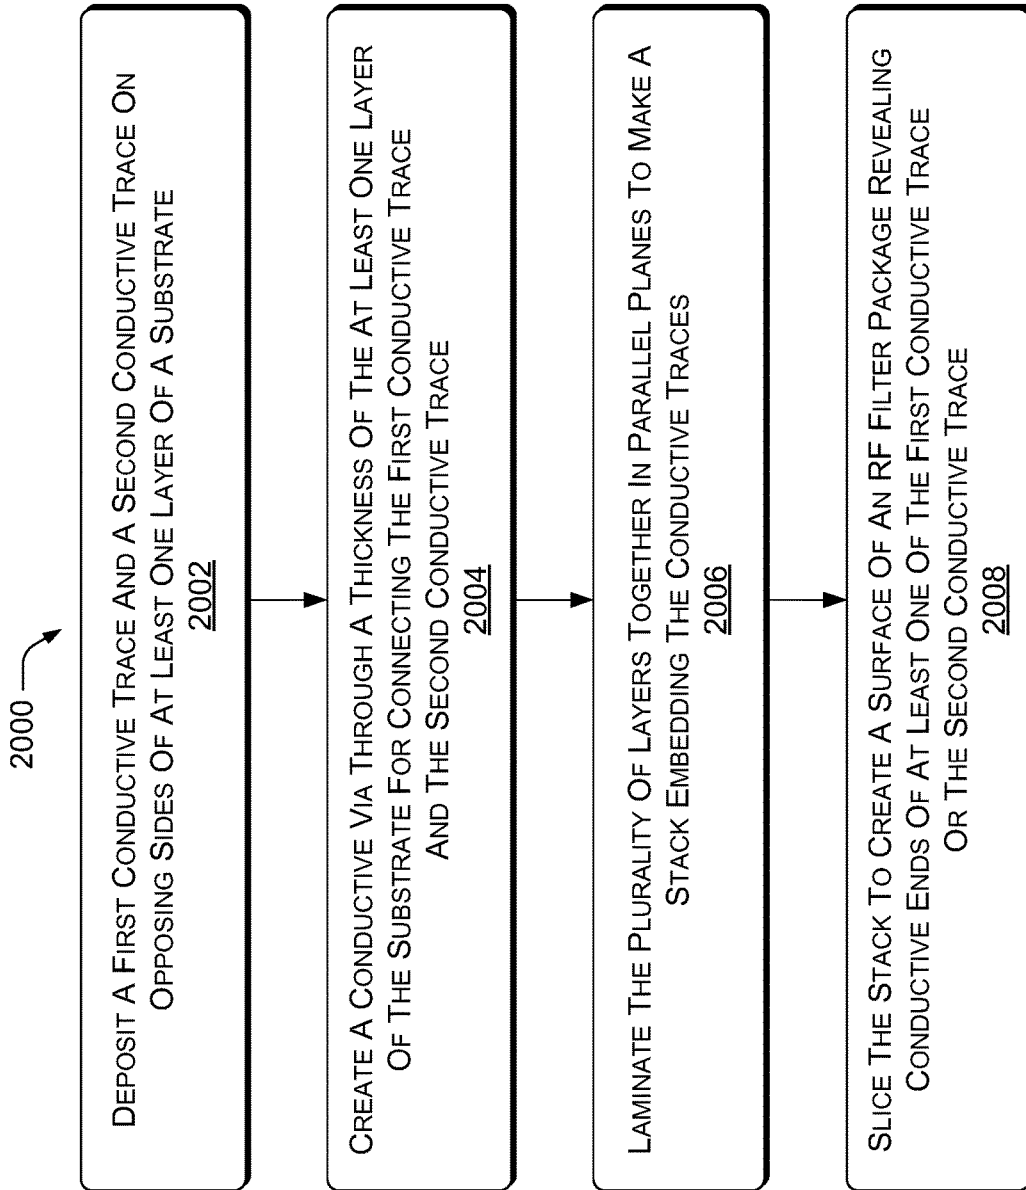 2000
DEPOSIT A FIRST CONDUCTIVE TRACE AND A SECOND CONDUCTIVE TRACE ON
OPPOSING SIDES OF AT LEAST ONE LAYER OF A SUBSTRATE
2002
CREATE A CONDUCTIVE VIA THROUGH A THICKNESS OF THE AT LEAST ONE LAYER
OF THE SUBSTRATE FOR CONNECTING THE FIRST CONDUCTIVE TRACE
AND THE SECOND CONDUCTIVE TRACE
2004
LAMINATE THE PLURALITY OF LAYERS TOGETHER IN PARALLEL PLANES TO MAKE A
STACK EMBEDDING THE CONDUCTIVE TRACES
2006
SLICE THE STACK TO CREATE A SURFACE OF AN RF FILTER PACKAGE REVEALING
CONDUCTIVE ENDS OF AT LEAST ONE OF THE FIRST CONDUCTIVE TRACE
OR THE SECOND CONDUCTIVE TRACE
2008